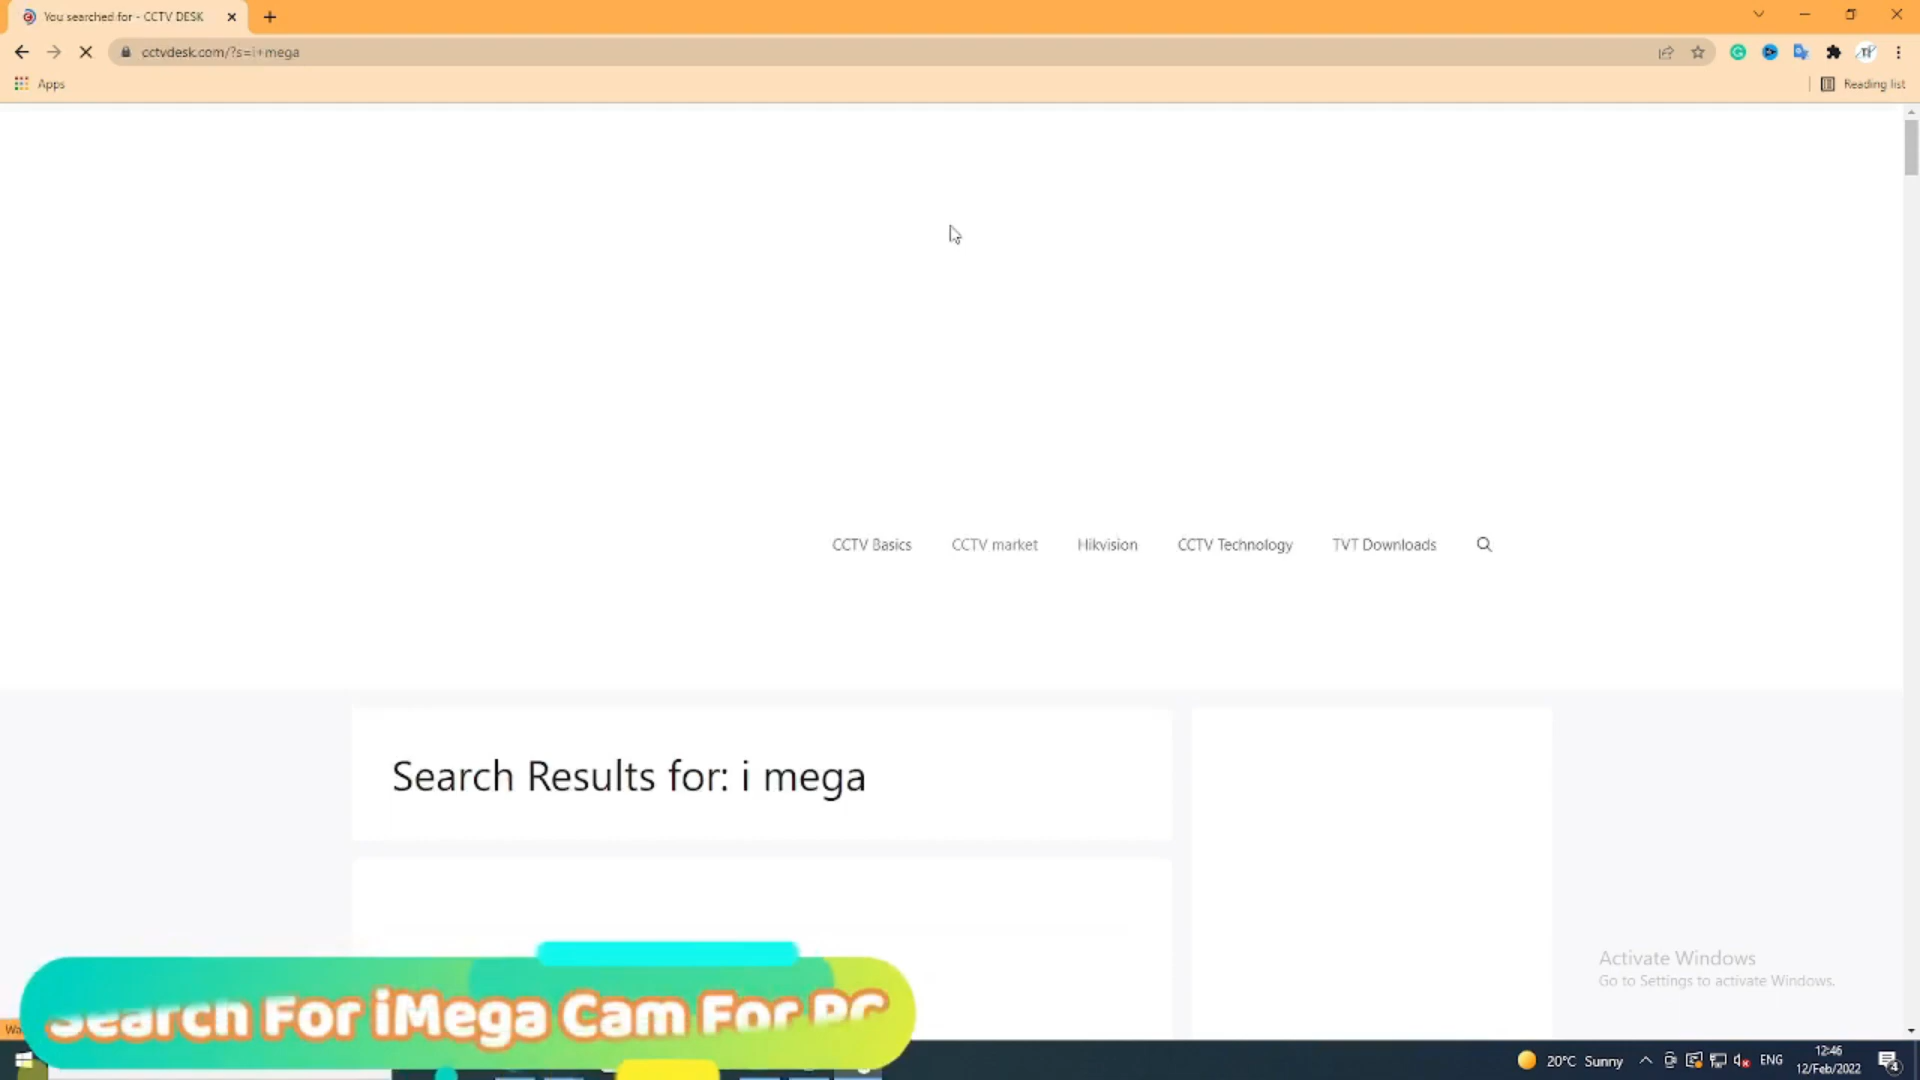 You searched for - CCTV DESK
cctvdesk.com/?s=i+mega
Apps
Reading list
CCTV Basics
CCTV market
Hikvision
CCTV Technology
TVT Downloads
Search Results for: i mega
Activate Windows
Go to Settings to activate Windows.
Search For iMega Cam For PC
20°C Sunny
ENG
12:46
12/Feb/2022
4